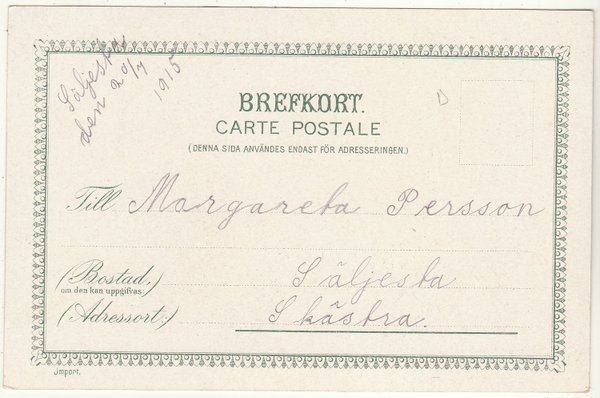 Säljesta
den 20/7
1915
BREFKORT.
CARTE POSTALE
(DENNA SIDA ANVÄNDES ENDAST FÖR ADRESSERINGEN.)
Till Margareta Persson
(Bostad,) Säljesta
om den kan uppgifvas
(Adressort:) Skästra.
Import.